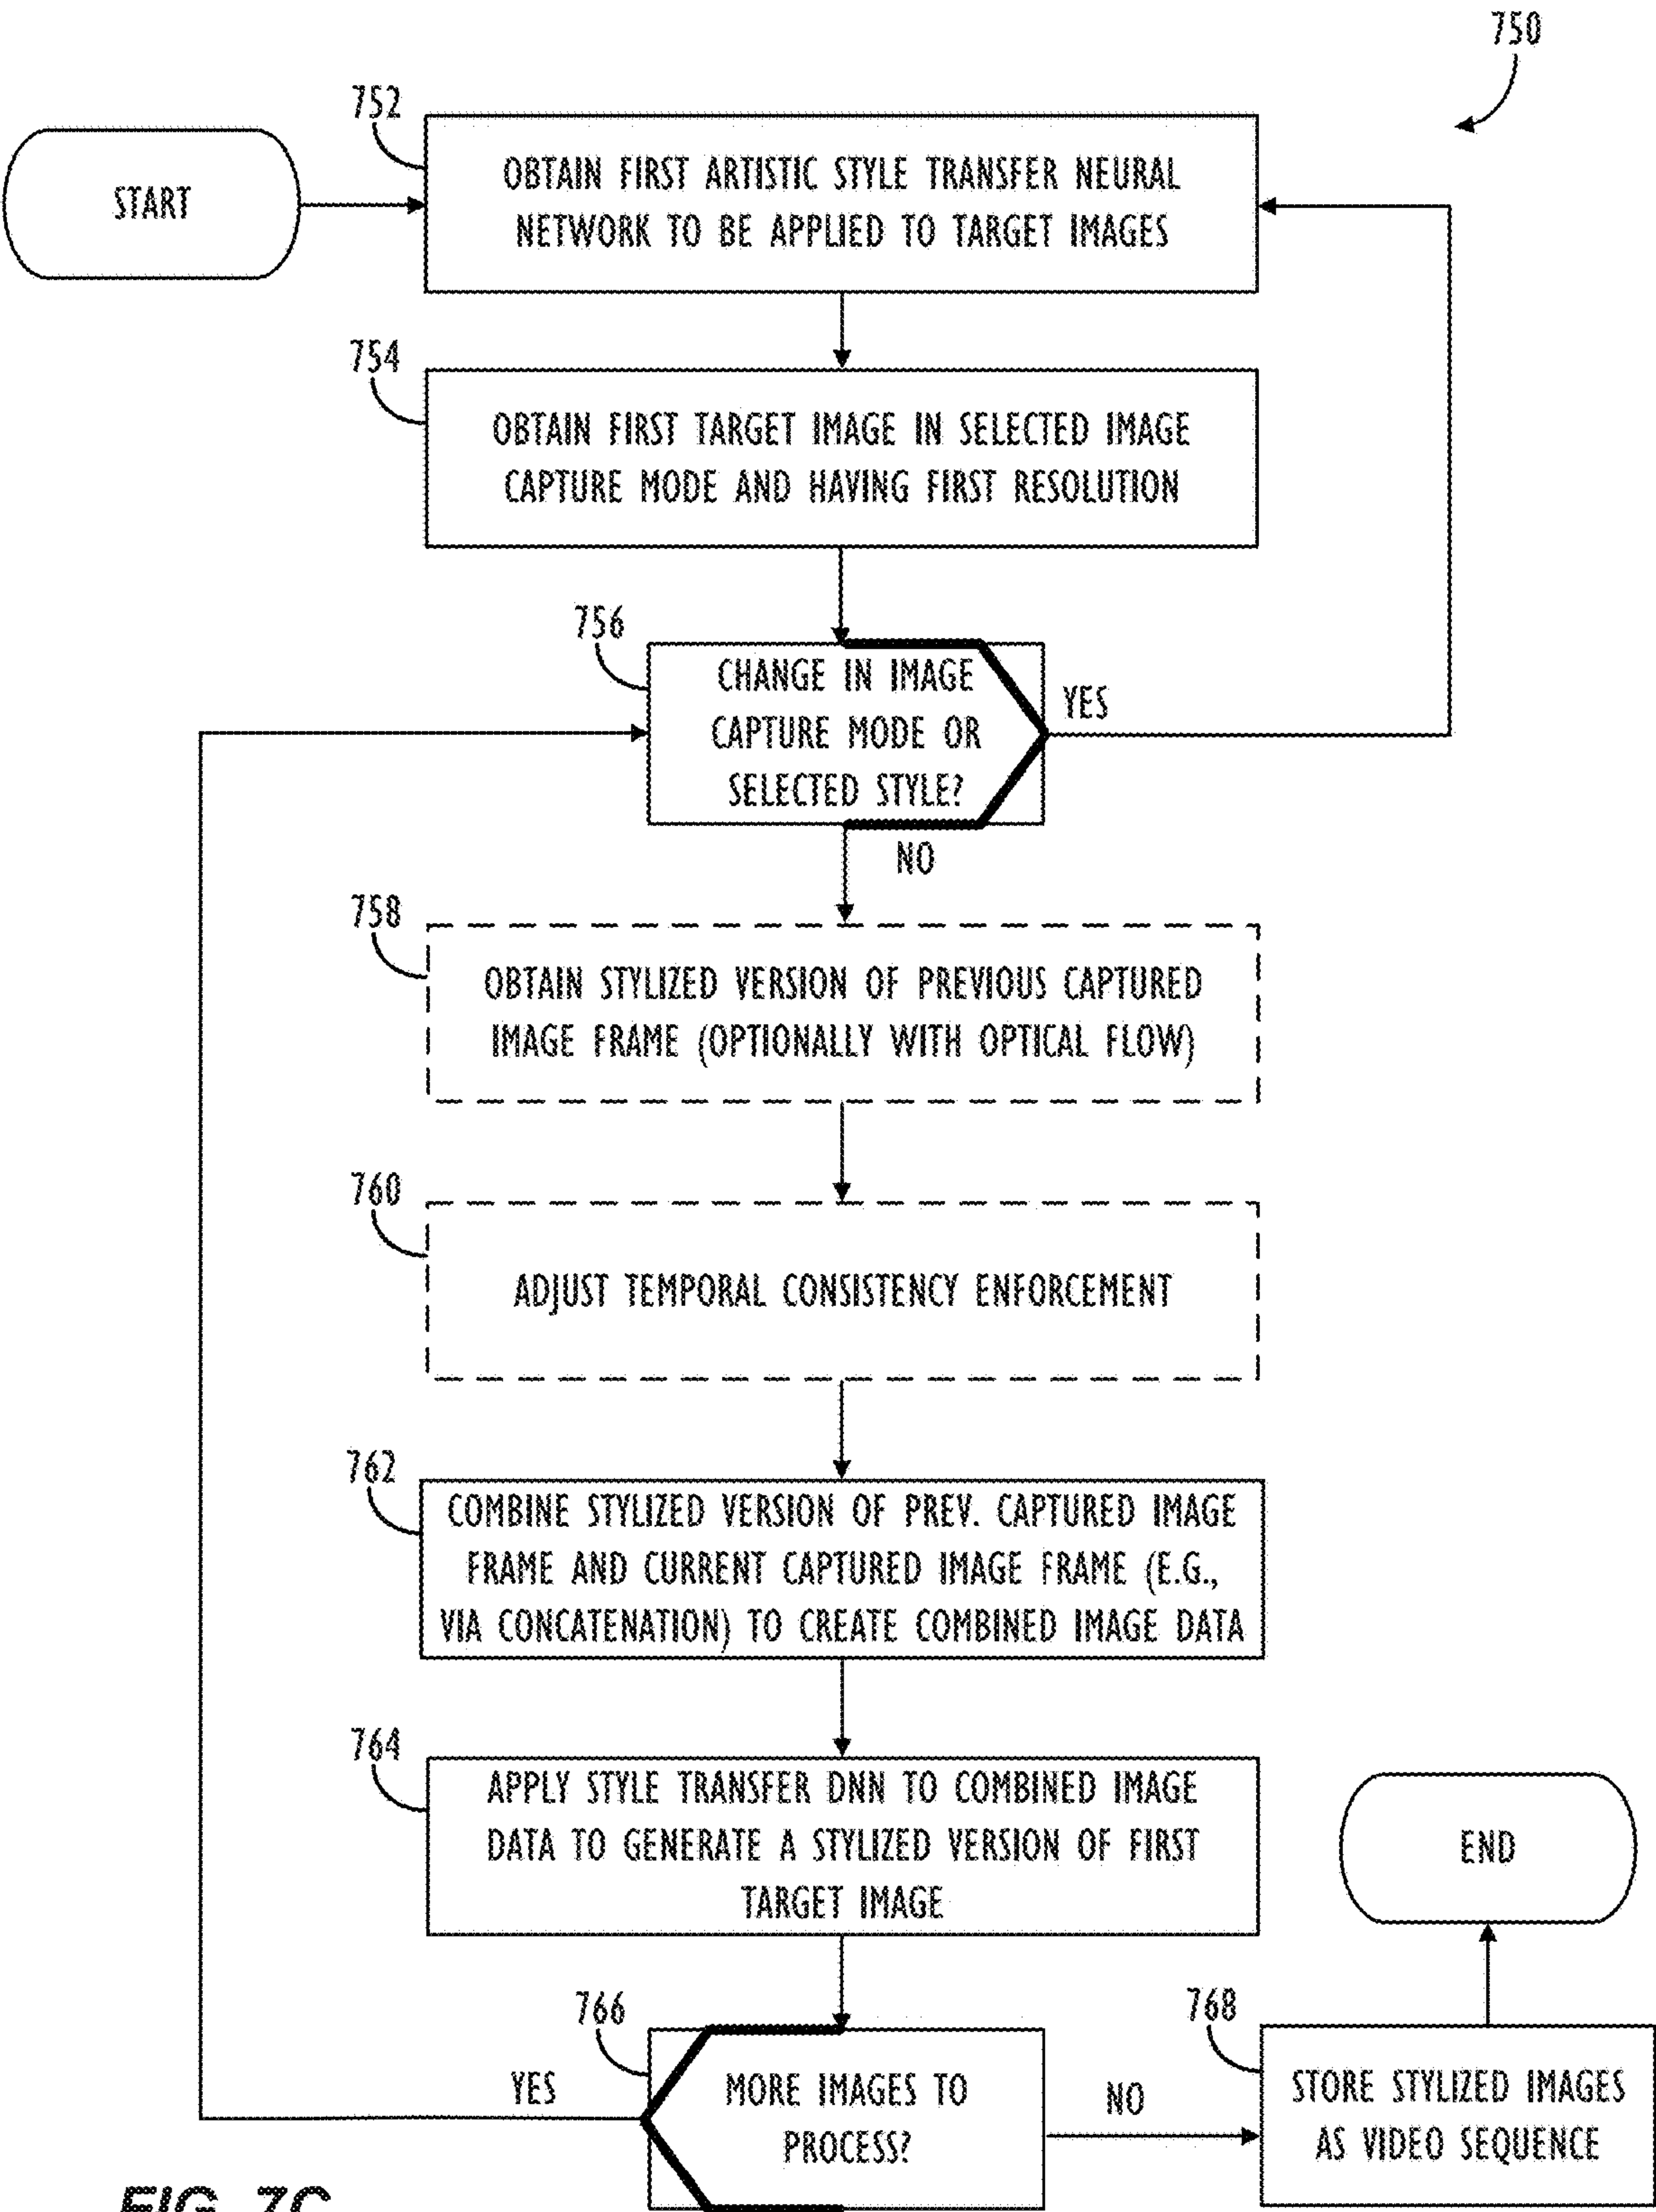 750
752
START
OBTAIN FIRST ARTISTIC STYLE TRANSFER NEURAL
NETWORK TO BE APPLIED TO TARGET IMAGES
754
OBTAIN FIRST TARGET IMAGE IN SELECTED IMAGE
CAPTURE MODE AND HAVING FIRST RESOLUTION
756
CHANGE IN IMAGE
CAPTURE MODE OR
SELECTED STYLE?
YES
NO
758
OBTAIN STYLIZED VERSION OF PREVIOUS CAPTURED
IMAGE FRAME (OPTIONALLY WITH OPTICAL FLOW)
760
ADJUST TEMPORAL CONSISTENCY ENFORCEMENT
762
COMBINE STYLIZED VERSION OF PREV. CAPTURED IMAGE
FRAME AND CURRENT CAPTURED IMAGE FRAME (E.G.,
VIA CONCATENATION) TO CREATE COMBINED IMAGE DATA
764
APPLY STYLE TRANSFER DNN TO COMBINED IMAGE
DATA TO GENERATE A STYLIZED VERSION OF FIRST
TARGET IMAGE
END
766
YES
MORE IMAGES TO
PROCESS?
NO
768
STORE STYLIZED IMAGES
AS VIDEO SEQUENCE
FIG. 7C